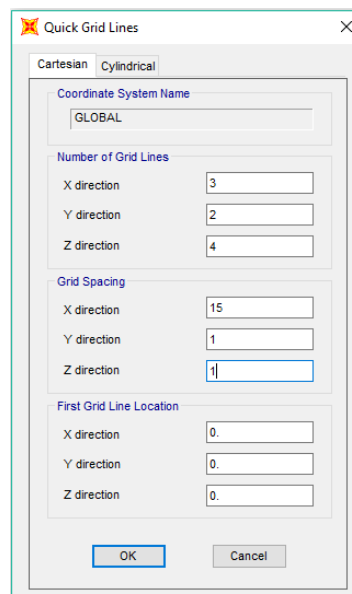 Quick Grid Lines
Cartesian Cylindrical
Coordinate System Name
GLOBAL
Number of Grid Lines
X direction 3
Y direction 2
Z direction 4
Grid Spacing
X direction 15
Y direction 1
Z direction 1
First Grid Line Location
X direction 0.
Y direction 0.
Z direction 0.
OK Cancel